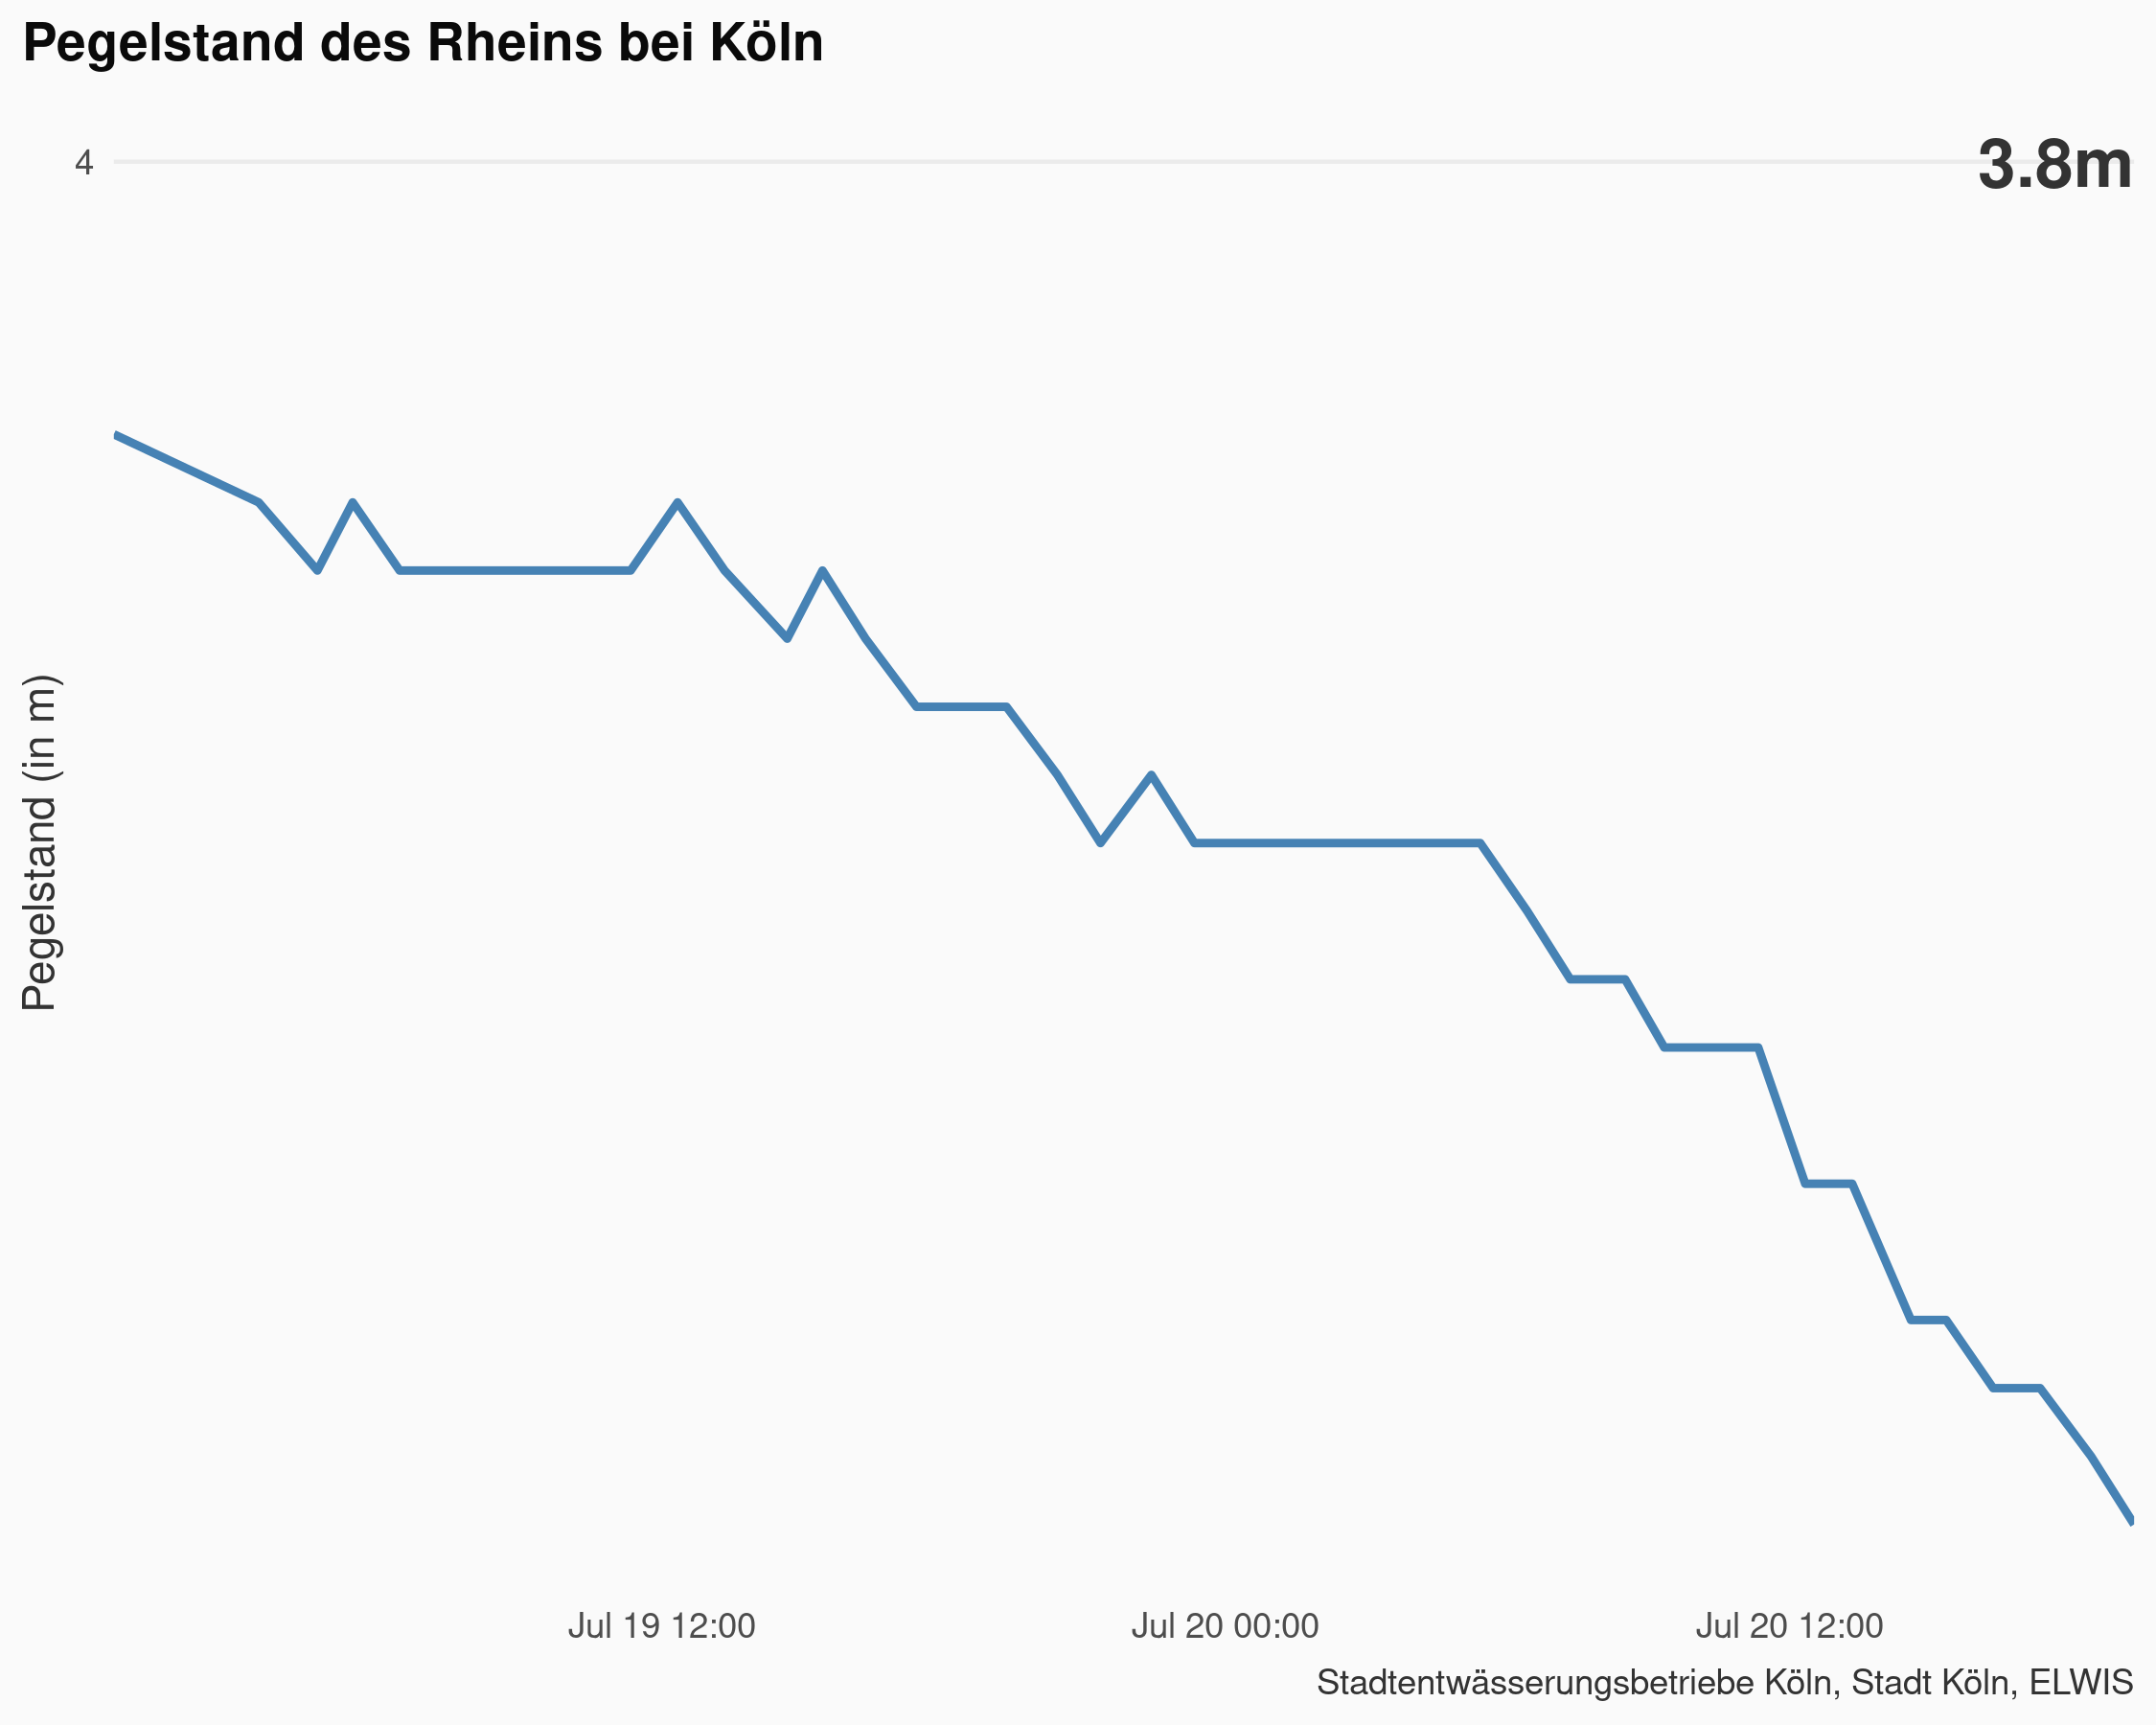 Pegelstand des Rheins bei Köln
4
3.8m
Pegelstand (in m)
Jul 19 12:00
Jul 20 00:00
Jul 20 12:00
Stadtentwässerungsbetriebe Köln, Stadt Köln, ELWIS